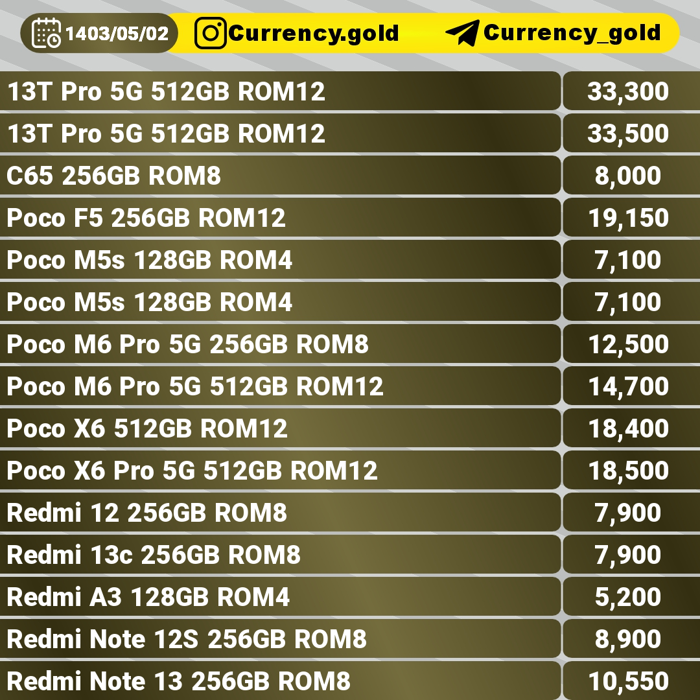 1403/05/02 Currency.gold Currency_gold
13T Pro 5G 512GB ROM12 33,300
13T Pro 5G 512GB ROM12 33,500
C65 256GB ROM8 8,000
Poco F5 256GB ROM12 19,150
Poco M5s 128GB ROM4 7,100
Poco M5s 128GB ROM4 7,100
Poco M6 Pro 5G 256GB ROM8 12,500
Poco M6 Pro 5G 512GB ROM12 14,700
Poco X6 512GB ROM12 18,400
Poco X6 Pro 5G 512GB ROM12 18,500
Redmi 12 256GB ROM8 7,900
Redmi 13c 256GB ROM8 7,900
Redmi A3 128GB ROM4 5,200
Redmi Note 12S 256GB ROM8 8,900
Redmi Note 13 256GB ROM8 10,550